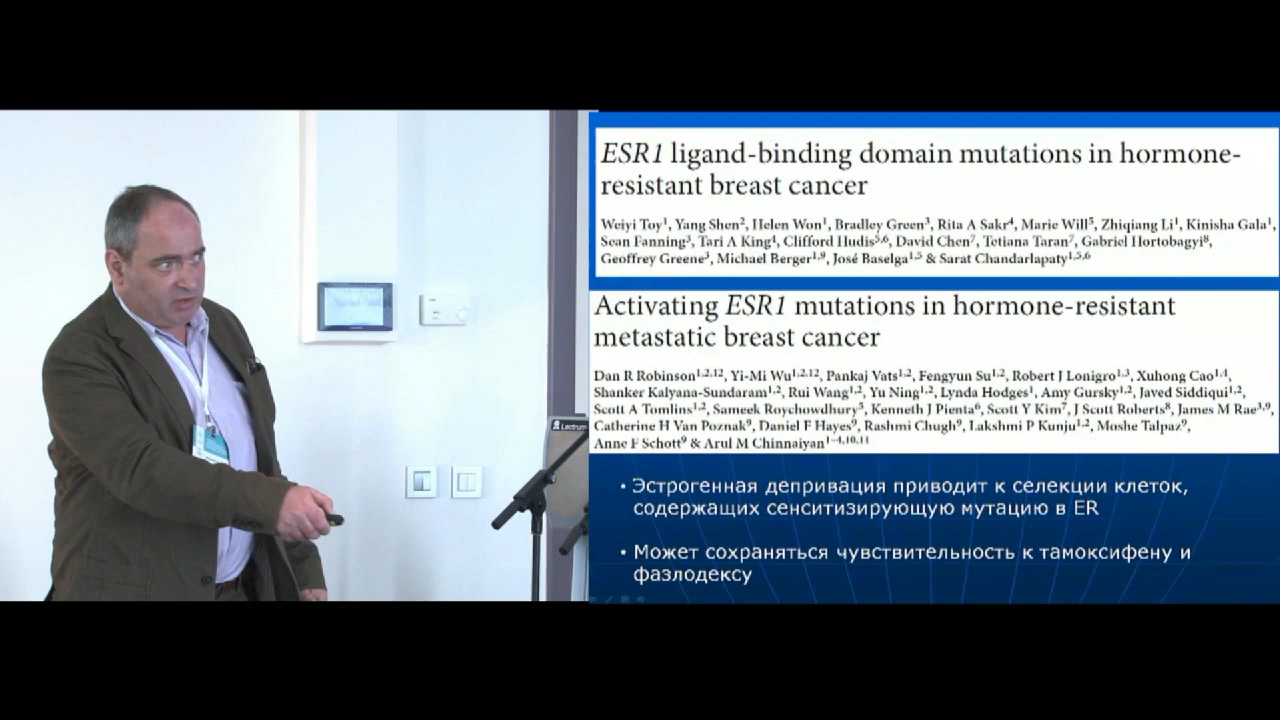 ESR1 ligand-binding domain mutations in hormone-
resistant breast cancer
Weiyi Toy¹, Yang Shen², Helen Won¹, Bradley Green³, Rita A Sakr⁴, Marie Will⁵, Zhiqiang Li¹, Kinisha Gala¹,
Sean Fanning³, Tari A King⁴, Clifford Hudis⁵,⁶, David Chen⁷, Tetiana Taran⁷, Gabriel Hortobagyi⁸,
Geoffrey Greene³, Michael Berger¹,⁹, José Baselga¹,⁵ & Sarat Chandarlapaty¹,⁵,⁶
Activating ESR1 mutations in hormone-resistant
metastatic breast cancer
Dan R Robinson¹,²,¹², Yi-Mi Wu¹,²,¹², Pankaj Vats¹,², Fengyun Su¹,², Robert J Lonigro¹,³, Xuhong Cao¹,⁴,
Shanker Kalyana-Sundaram¹,², Rui Wang¹,², Yu Ning¹,², Lynda Hodges¹, Amy Gursky¹,², Javed Siddiqui¹,²,
Scott A Tomlins¹,², Sameek Roychowdhury⁵, Kenneth J Pienta⁶, Scott Y Kim⁷, J Scott Roberts⁸, James M Rae³,⁹,
Catherine H Van Poznak⁹, Daniel F Hayes⁹, Rashmi Chugh⁹, Lakshmi P Kunju¹,², Moshe Talpaz⁹,
Anne F Schott⁹ & Arul M Chinnaiyan¹⁻⁴,¹⁰,¹¹
• Эстрогенная депривация приводит к селекции клеток,
содержащих сенситизирующую мутацию в ER
• Может сохраняться чувствительность к тамоксифену и
фазлодексу
Lectrum